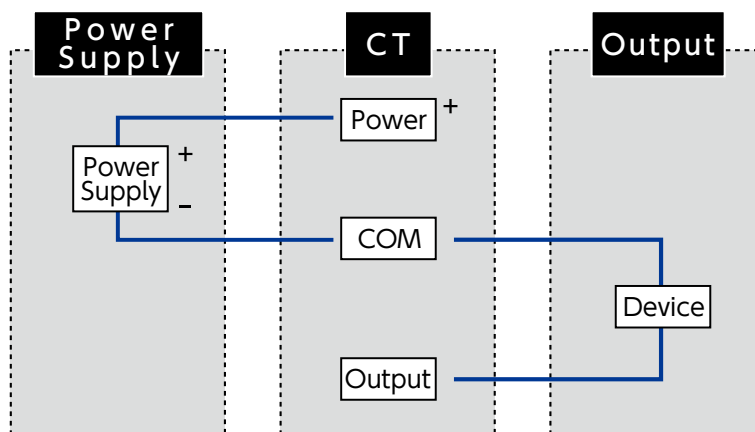 Power
Supply
CT
Output
Power +
Power
Supply
+
–
COM
Device
Output